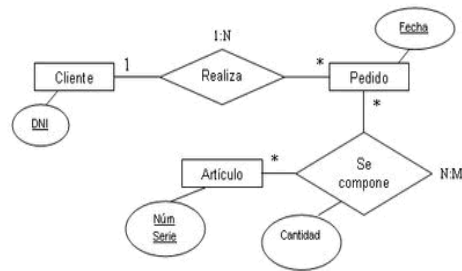 1:N
Fecha
Cliente
1
Realiza
*
Pedido
DNI
*
Artículo
*
Se
compone
N:M
Núm
Serie
Cantidad